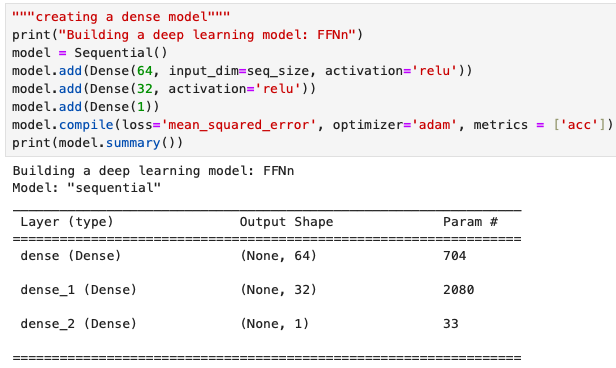 """creating a dense model"""
print("Building a deep learning model: FFNn")
model = Sequential()
model.add(Dense(64, input_dim=seq_size, activation='relu'))
model.add(Dense(32, activation='relu'))
model.add(Dense(1))
model.compile(loss='mean_squared_error', optimizer='adam', metrics = ['acc'])
print(model.summary())
Building a deep learning model: FFNn
Model: "sequential"
_________________________________________________________________
Layer (type) Output Shape Param #
=================================================================
dense (Dense) (None, 64) 704
dense_1 (Dense) (None, 32) 2080
dense_2 (Dense) (None, 1) 33
=================================================================